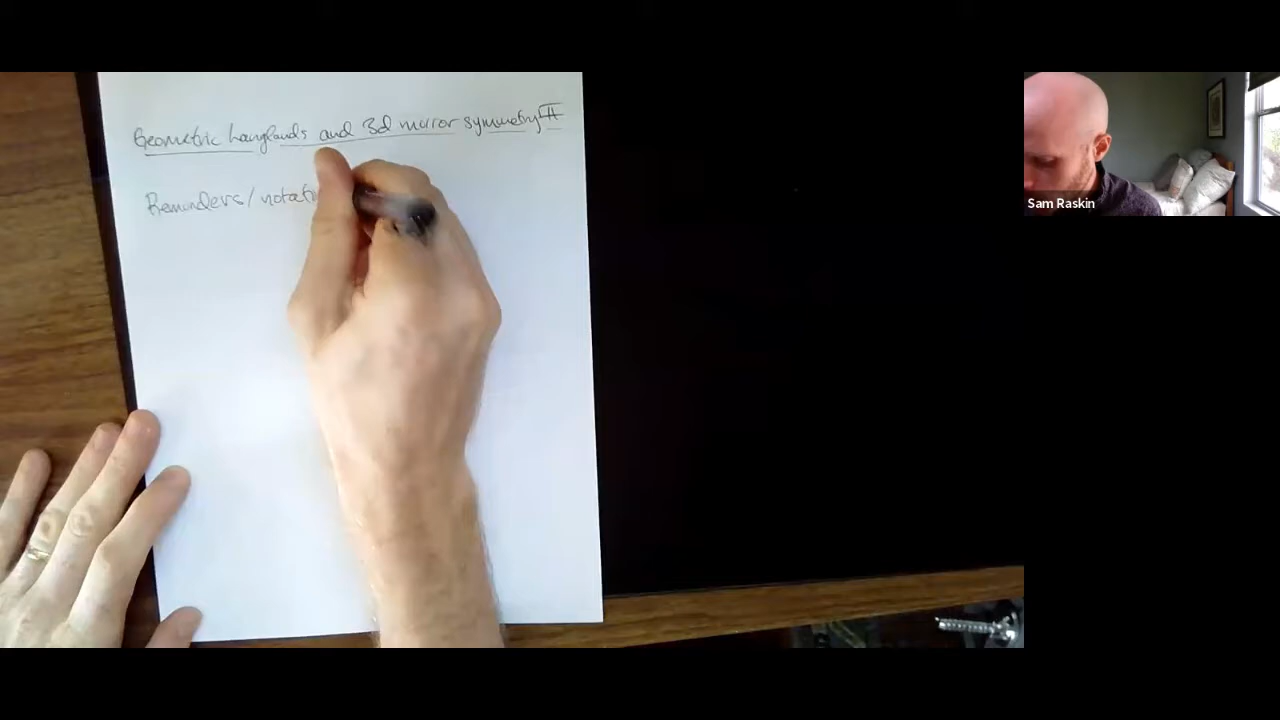 Geometric Langlands and 3d mirror symmetry II
Reminders/notati
Sam Raskin